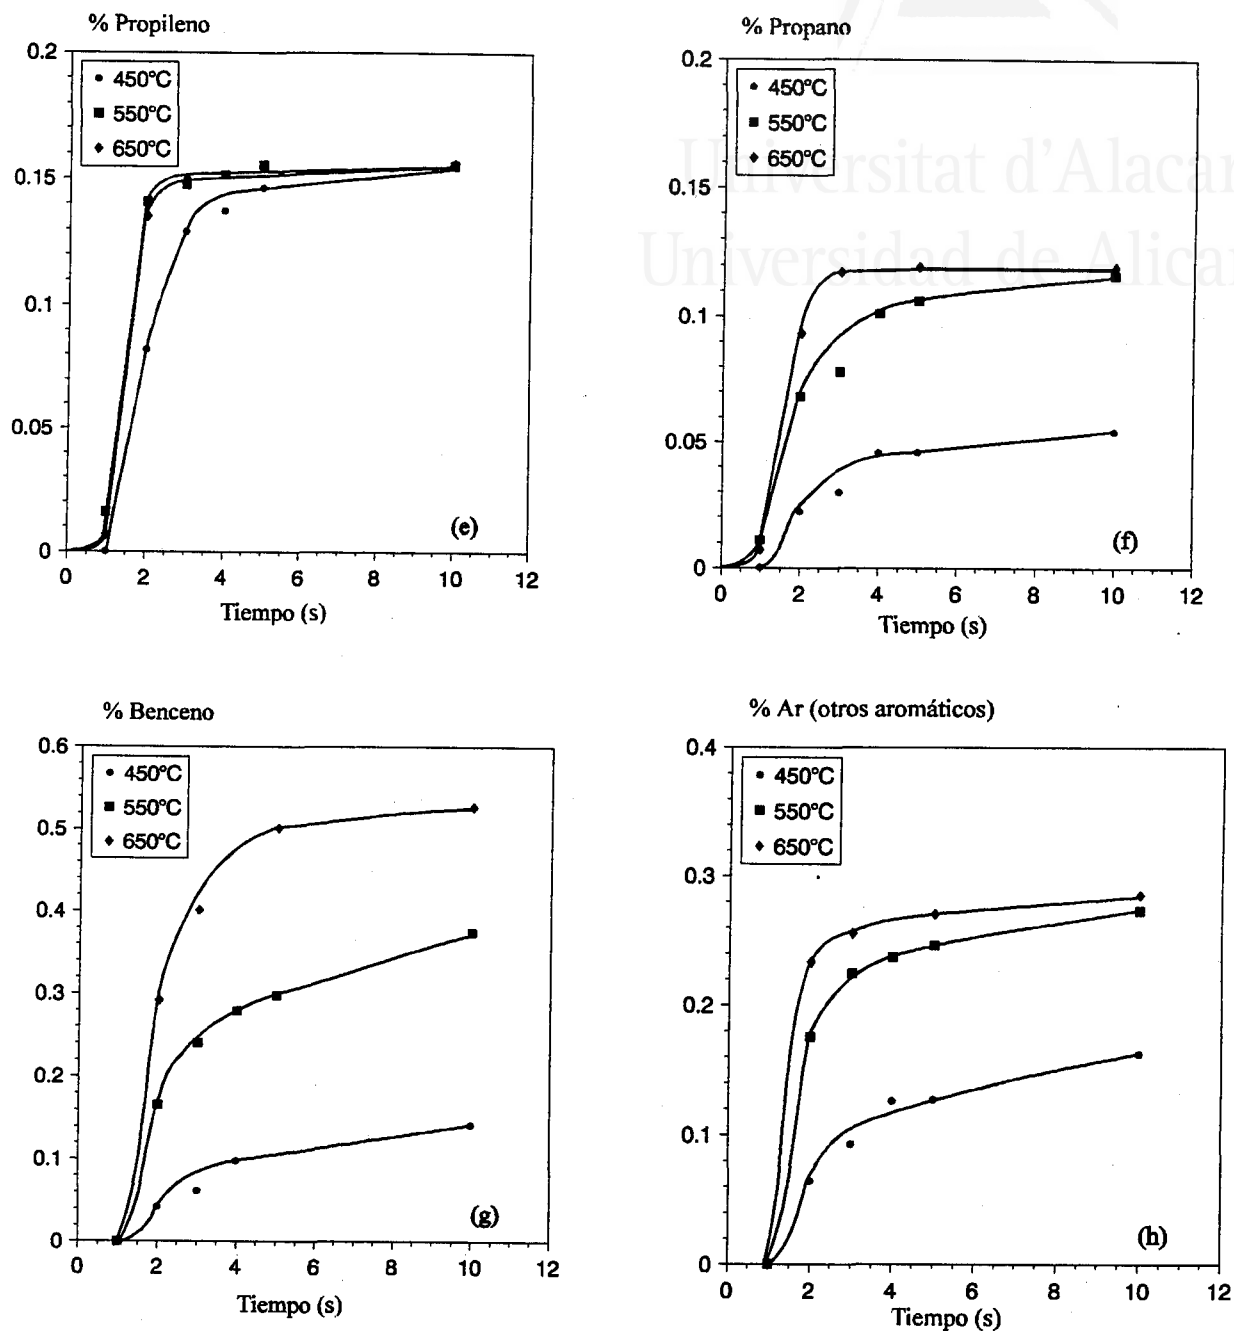 % Propileno
0.2
0.15
0.1
0.05
0
450°C
550°C
650°C
(e)
0 2 4 6 8 10 12
Tiempo (s)
% Propano
0.2
0.15
0.1
0.05
0
450°C
550°C
650°C
(f)
0 2 4 6 8 10 12
Tiempo (s)
Universitat d'Alacan
Universidad de Alican
% Benceno
0.6
0.5
0.4
0.3
0.2
0.1
0
450°C
550°C
650°C
(g)
0 2 4 6 8 10 12
Tiempo (s)
% Ar (otros aromáticos)
0.4
0.3
0.2
0.1
0
450°C
550°C
650°C
(h)
0 2 4 6 8 10 12
Tiempo (s)